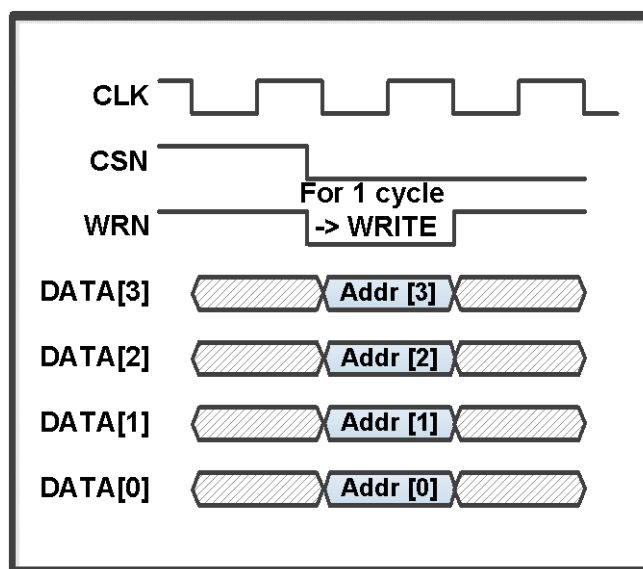 CLK
CSN
For 1 cycle
WRN -> WRITE
DATA[3] Addr [3]
DATA[2] Addr [2]
DATA[1] Addr [1]
DATA[0] Addr [0]